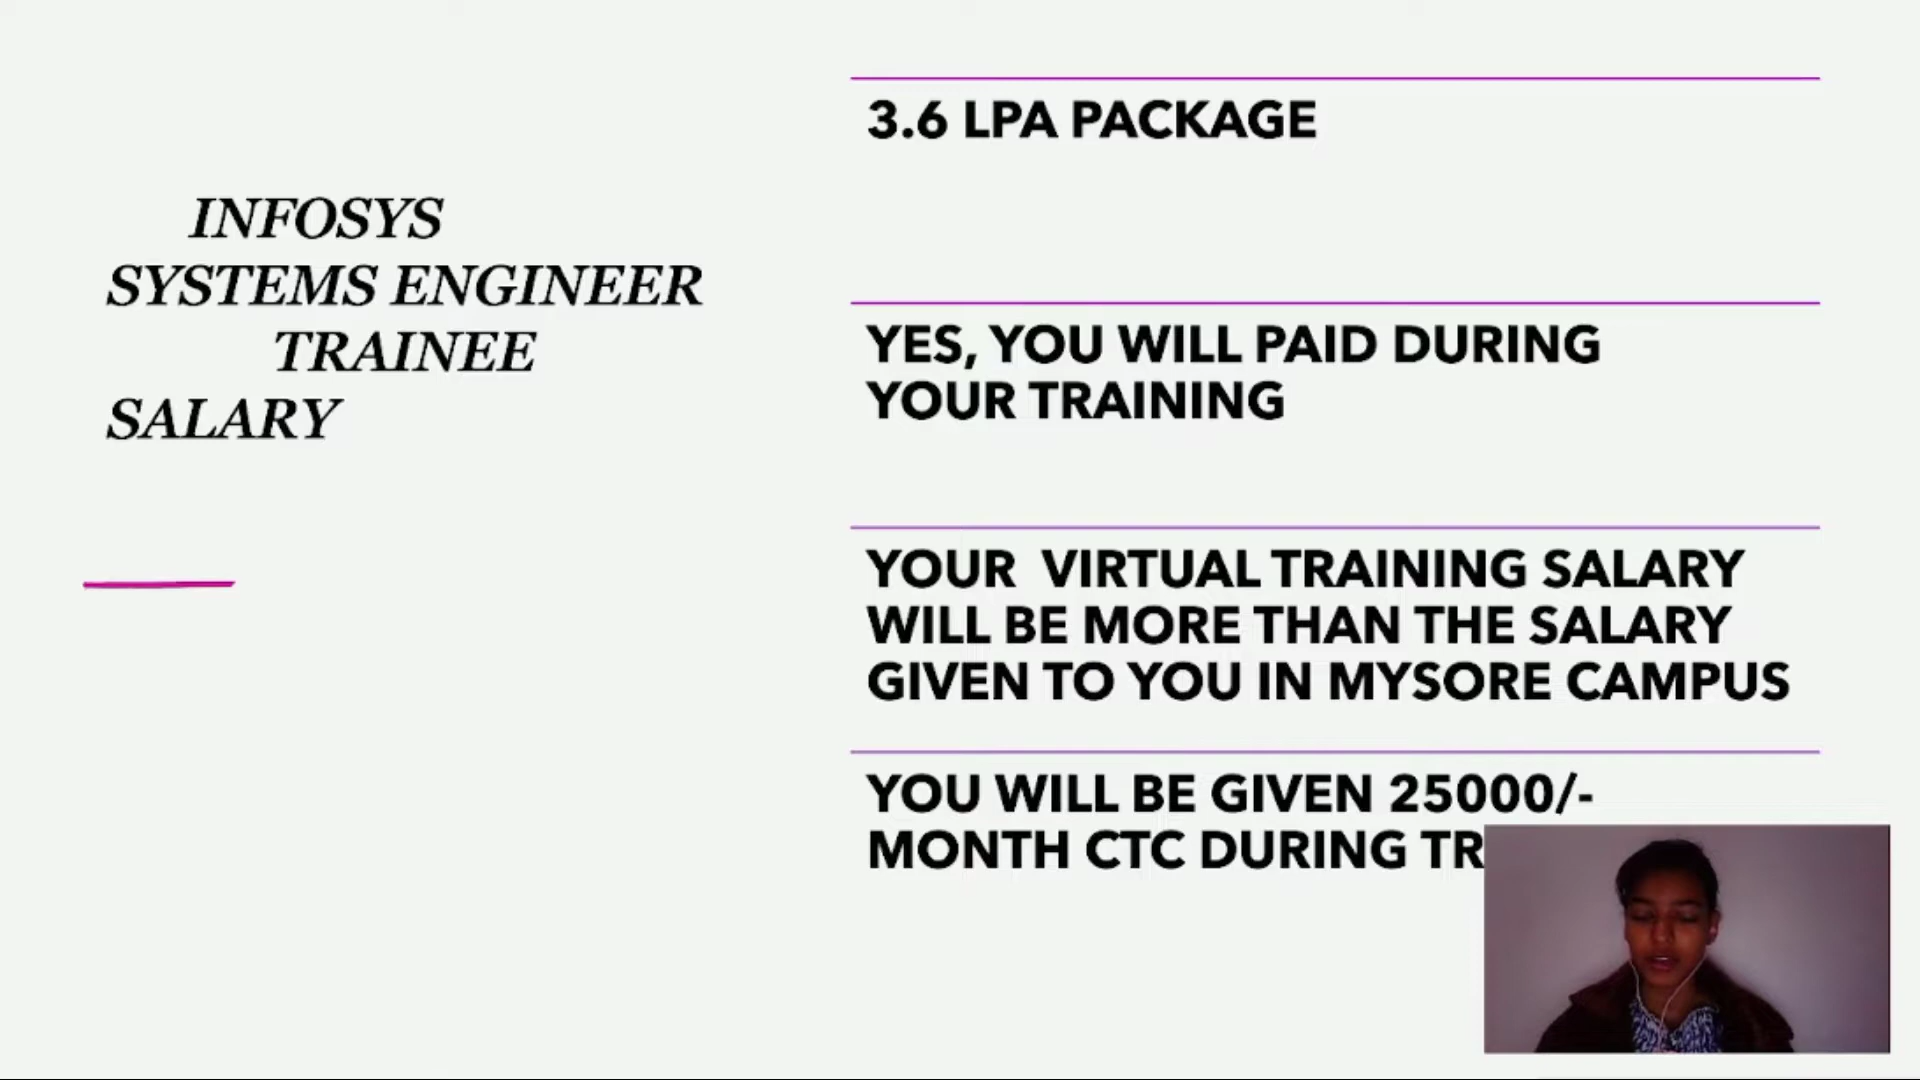 INFOSYS
SYSTEMS ENGINEER
TRAINEE
SALARY
3.6 LPA PACKAGE
YES, YOU WILL PAID DURING
YOUR TRAINING
YOUR VIRTUAL TRAINING SALARY
WILL BE MORE THAN THE SALARY
GIVEN TO YOU IN MYSORE CAMPUS
YOU WILL BE GIVEN 25000/-
MONTH CTC DURING